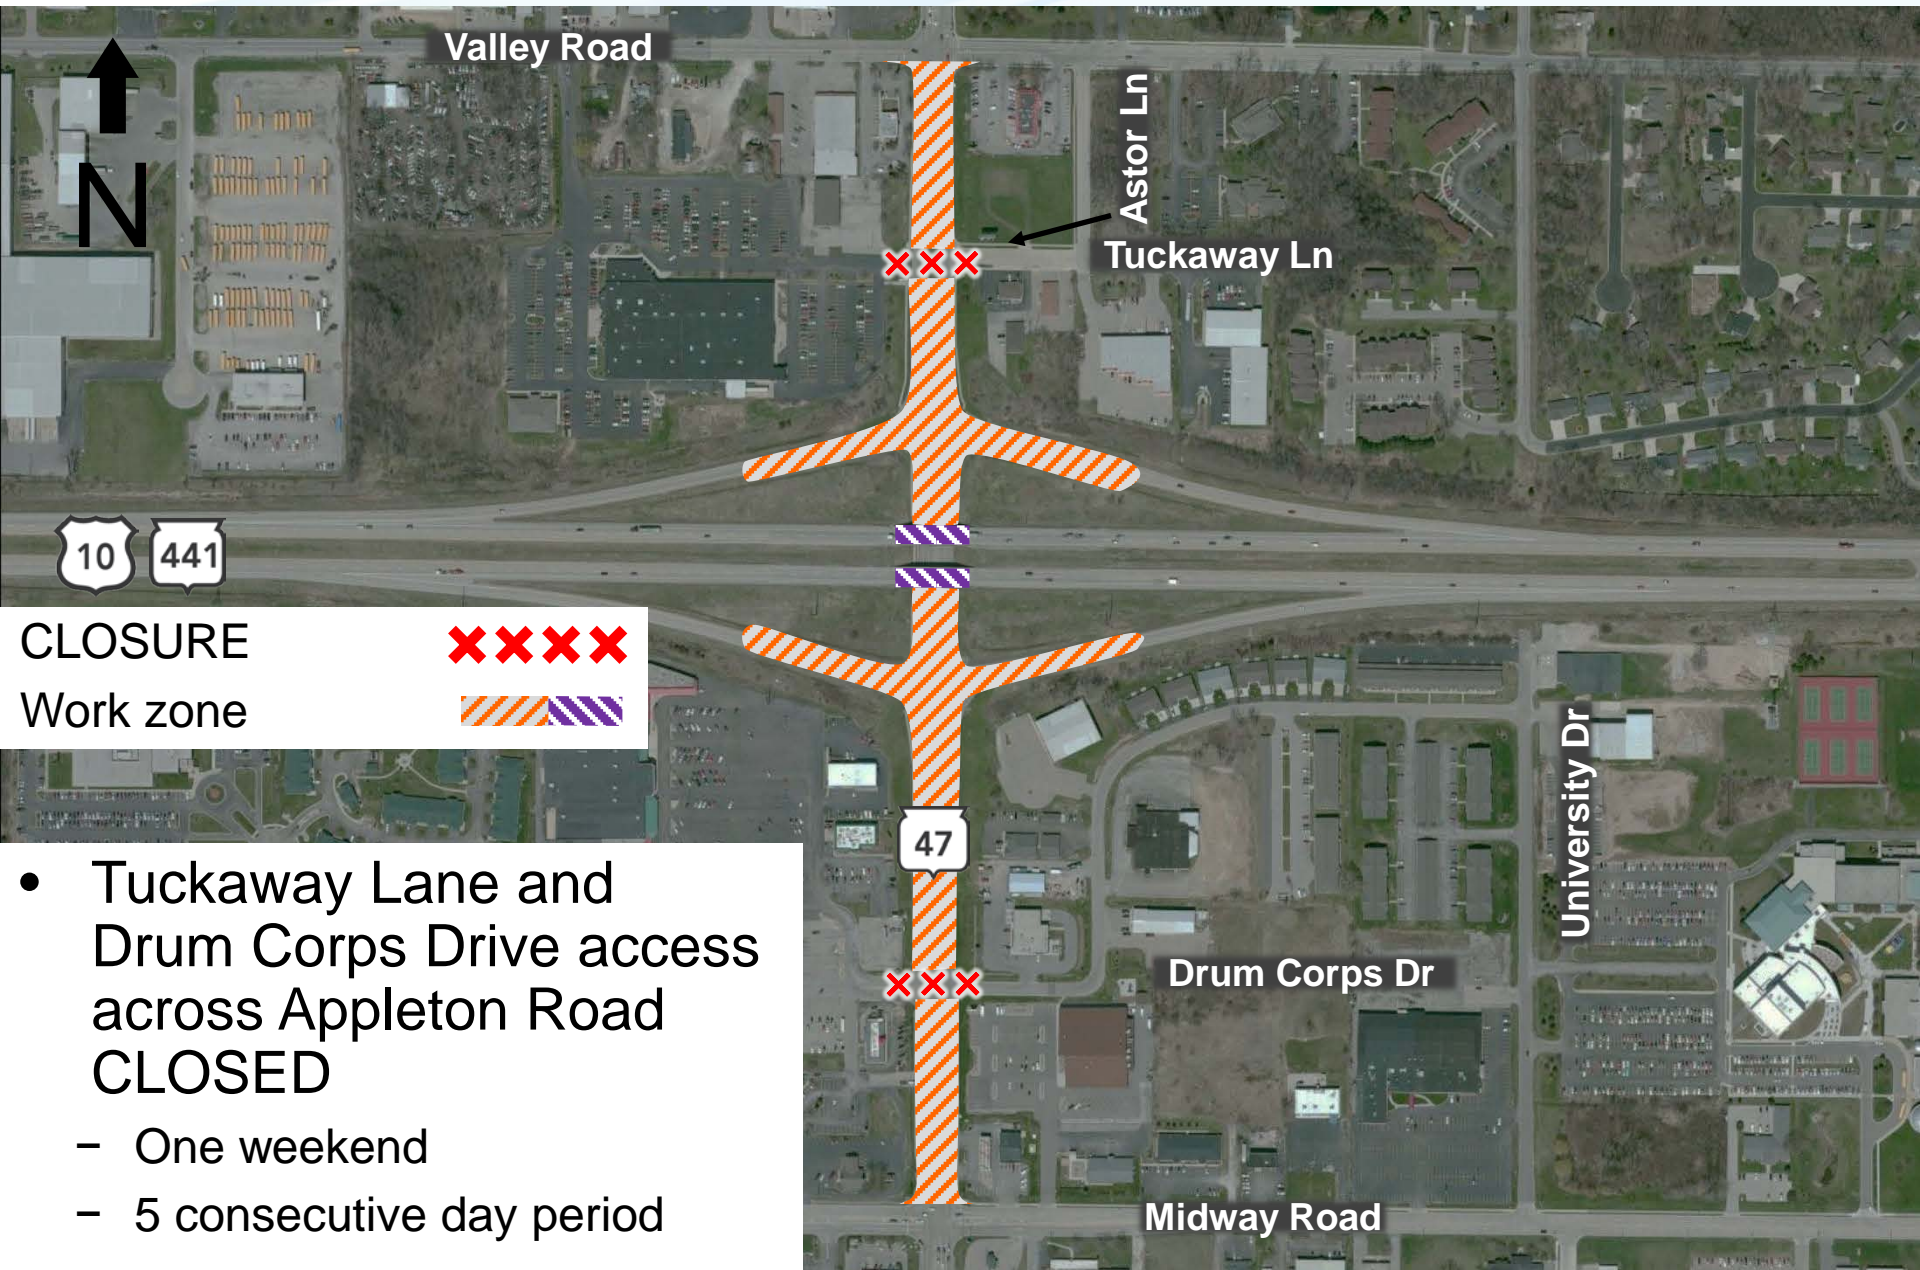 Valley Road
N
Astor Ln
Tuckaway Ln
10
441
CLOSURE
Work zone
University Dr
47
• Tuckaway Lane and
Drum Corps Drive access
across Appleton Road
CLOSED
Drum Corps Dr
− One weekend
− 5 consecutive day period
Midway Road